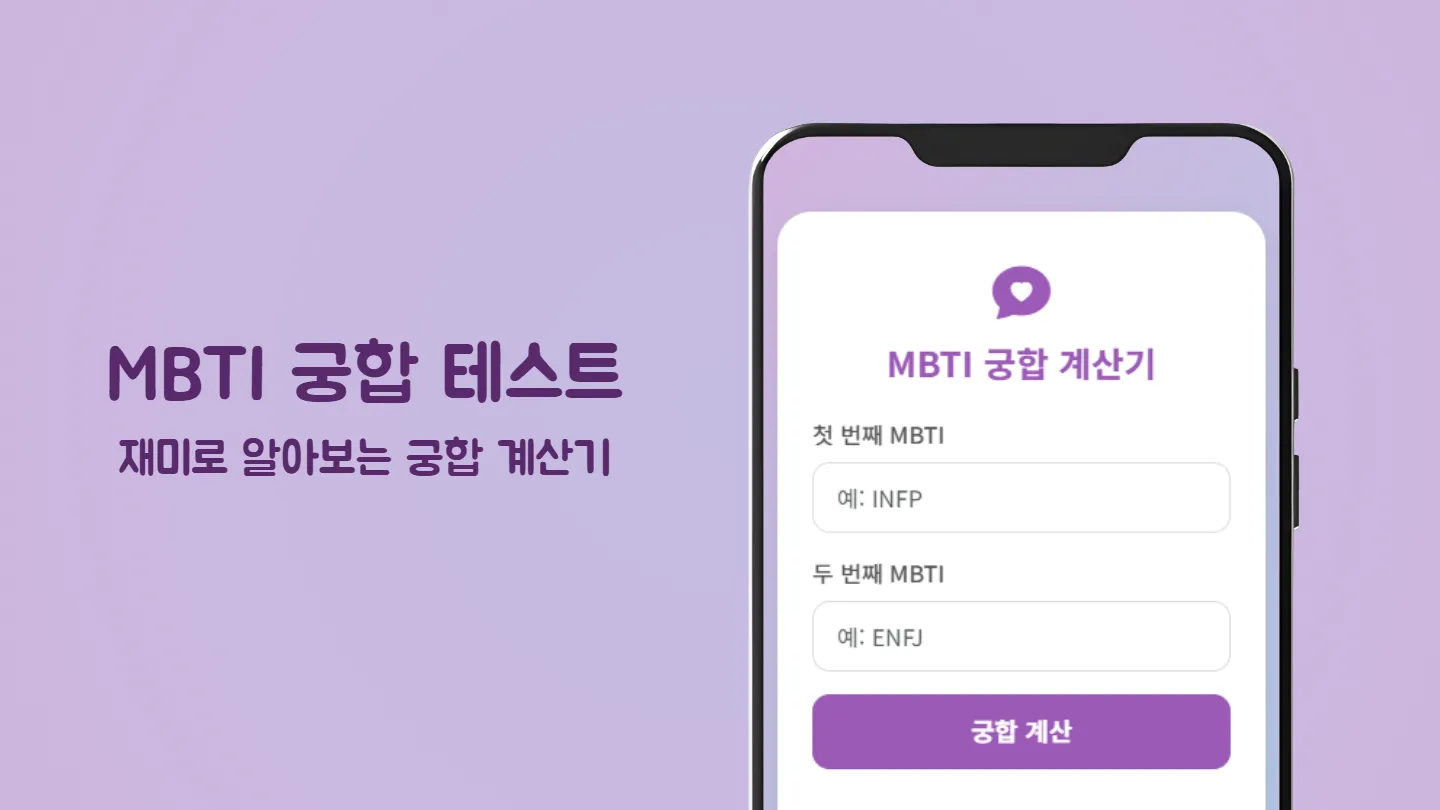 MBTI 궁합 테스트
재미로 알아보는 궁합 계산기
MBTI 궁합 계산기
첫 번째 MBTI
예: INFP
두 번째 MBTI
예: ENFJ
궁합 계산